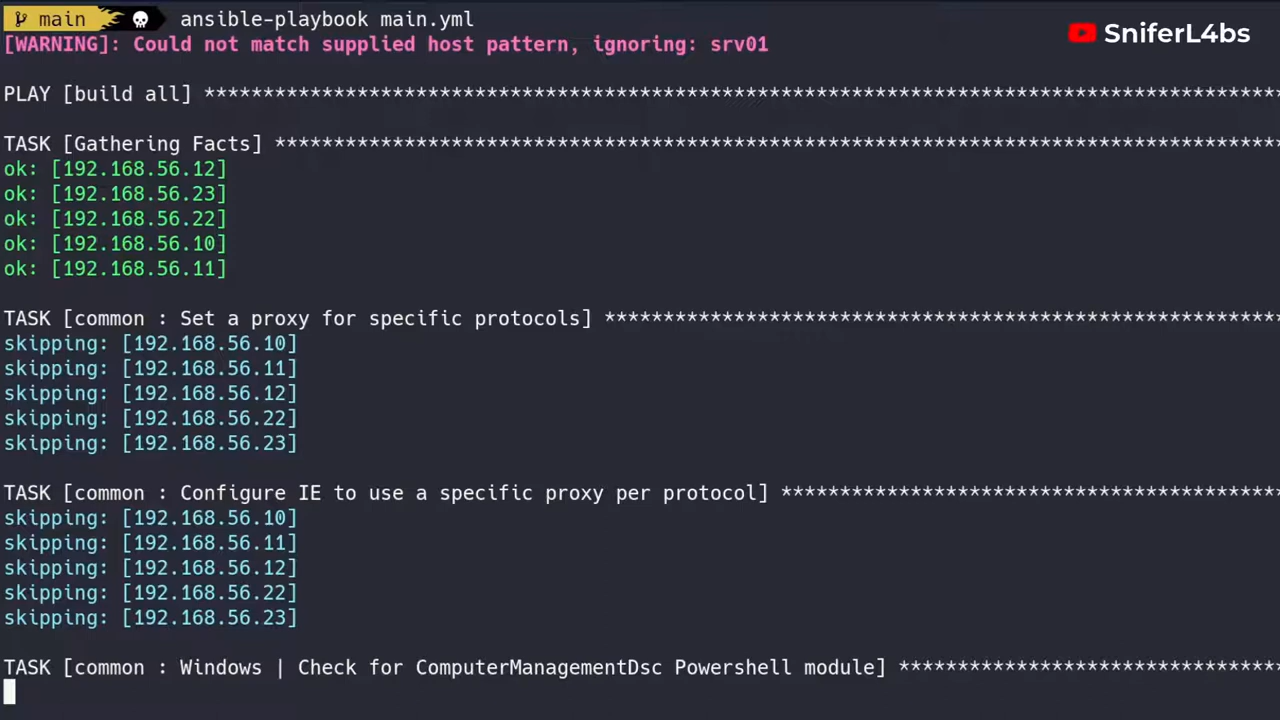 main ansible-playbook main.yml
SniferL4bs
[WARNING]: Could not match supplied host pattern, ignoring: srv01
PLAY [build all] *******************************************************************************************
TASK [Gathering Facts] *************************************************************************************
ok: [192.168.56.12]
ok: [192.168.56.23]
ok: [192.168.56.22]
ok: [192.168.56.10]
ok: [192.168.56.11]
TASK [common : Set a proxy for specific protocols] *********************************************************
skipping: [192.168.56.10]
skipping: [192.168.56.11]
skipping: [192.168.56.12]
skipping: [192.168.56.22]
skipping: [192.168.56.23]
TASK [common : Configure IE to use a specific proxy per protocol] ******************************************
skipping: [192.168.56.10]
skipping: [192.168.56.11]
skipping: [192.168.56.12]
skipping: [192.168.56.22]
skipping: [192.168.56.23]
TASK [common : Windows | Check for ComputerManagementDsc Powershell module] ********************************